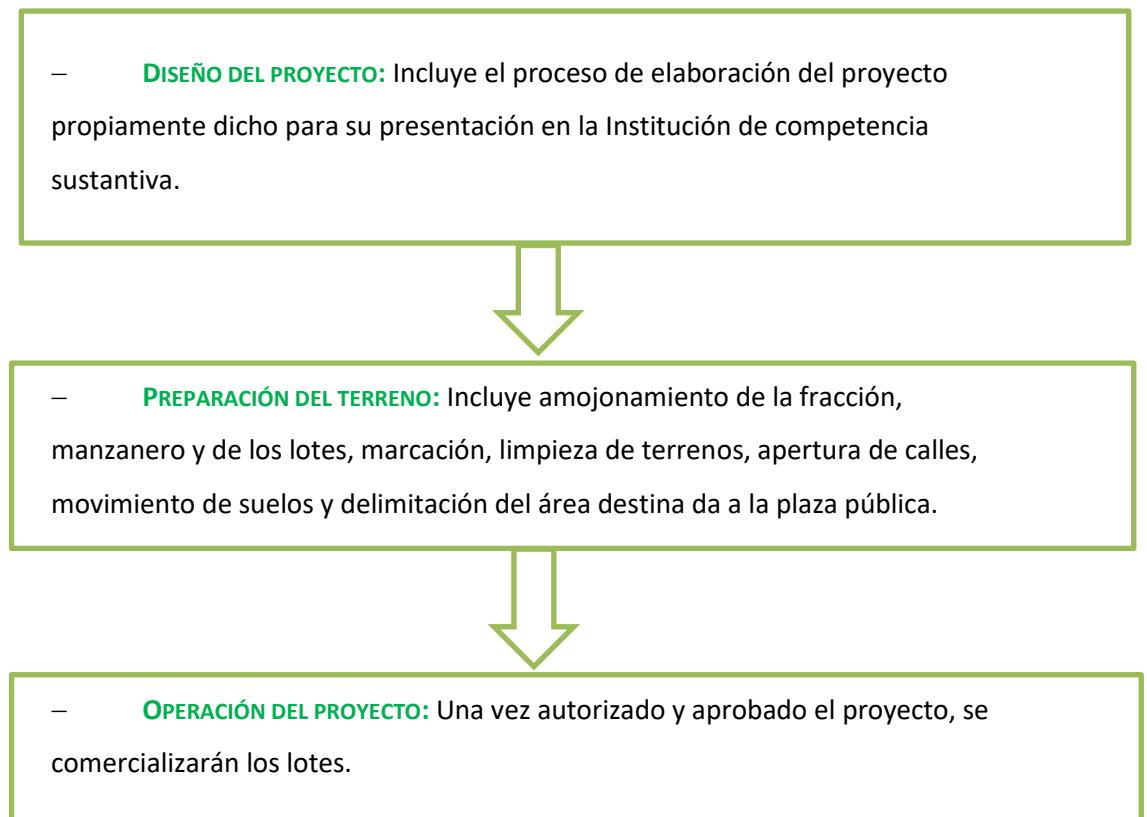 – DISEÑO DEL PROYECTO: Incluye el proceso de elaboración del proyecto
propiamente dicho para su presentación en la Institución de competencia
sustantiva.
– PREPARACIÓN DEL TERRENO: Incluye amojonamiento de la fracción,
manzanero y de los lotes, marcación, limpieza de terrenos, apertura de calles,
movimiento de suelos y delimitación del área destina da a la plaza pública.
– OPERACIÓN DEL PROYECTO: Una vez autorizado y aprobado el proyecto, se
comercializarán los lotes.